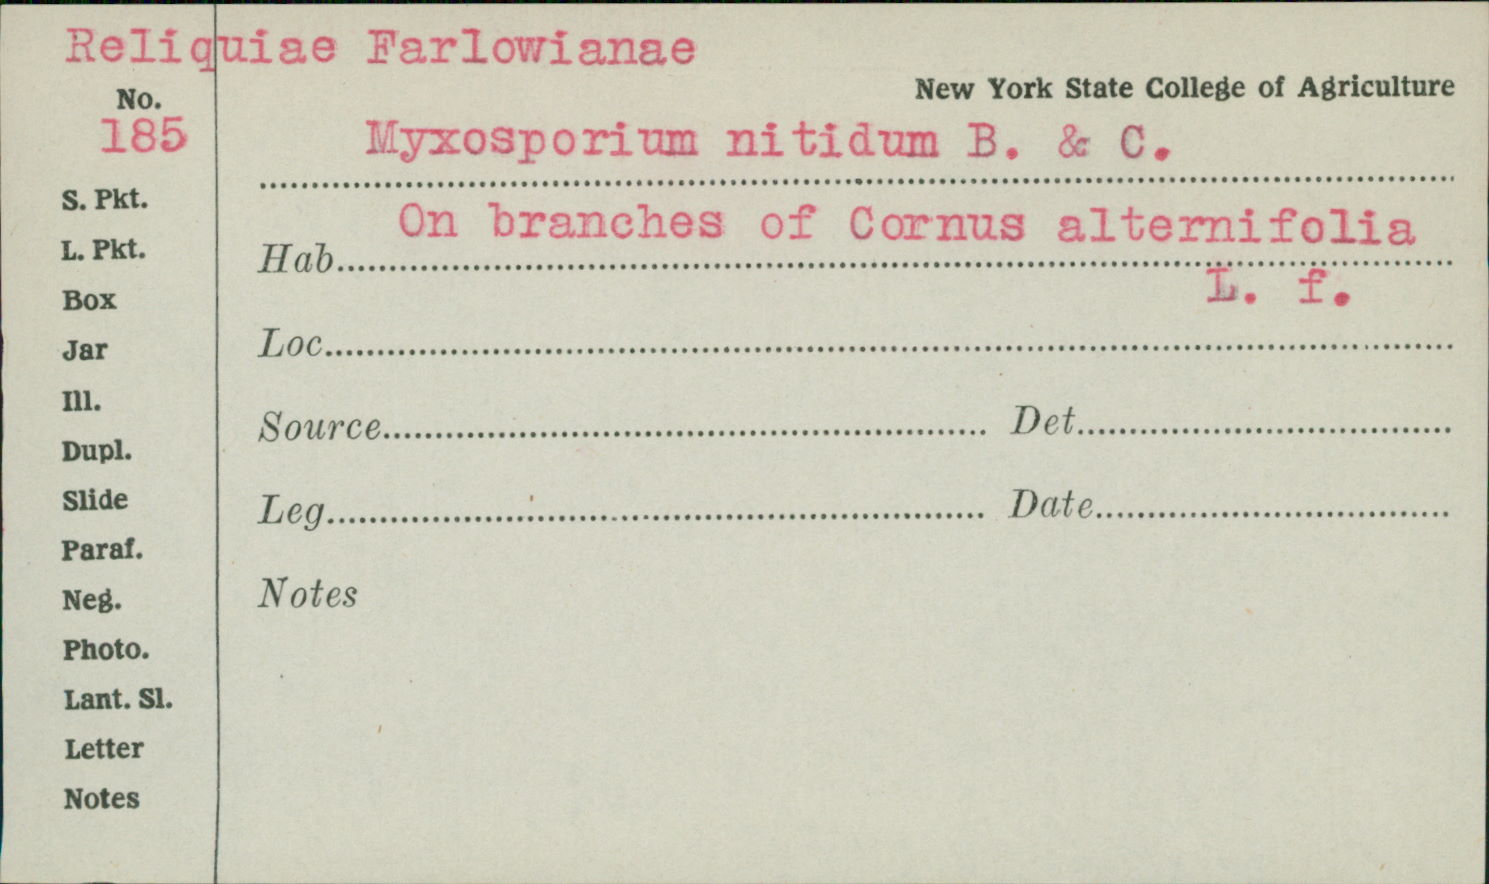 Reliquiae Farlowianae
New York State College of Agriculture
No.
185
Myxosporium nitidum B. & C.
S. Pkt.
On branches of Cornus alternifolia
L. Pkt.
Hab.
L. f.
Box
Jar
Loc.
Ill.
Source
Det.
Dupl.
Slide
Leg.
Date
Paraf.
Neg.
Notes
Photo.
Lant. Sl.
Letter
Notes